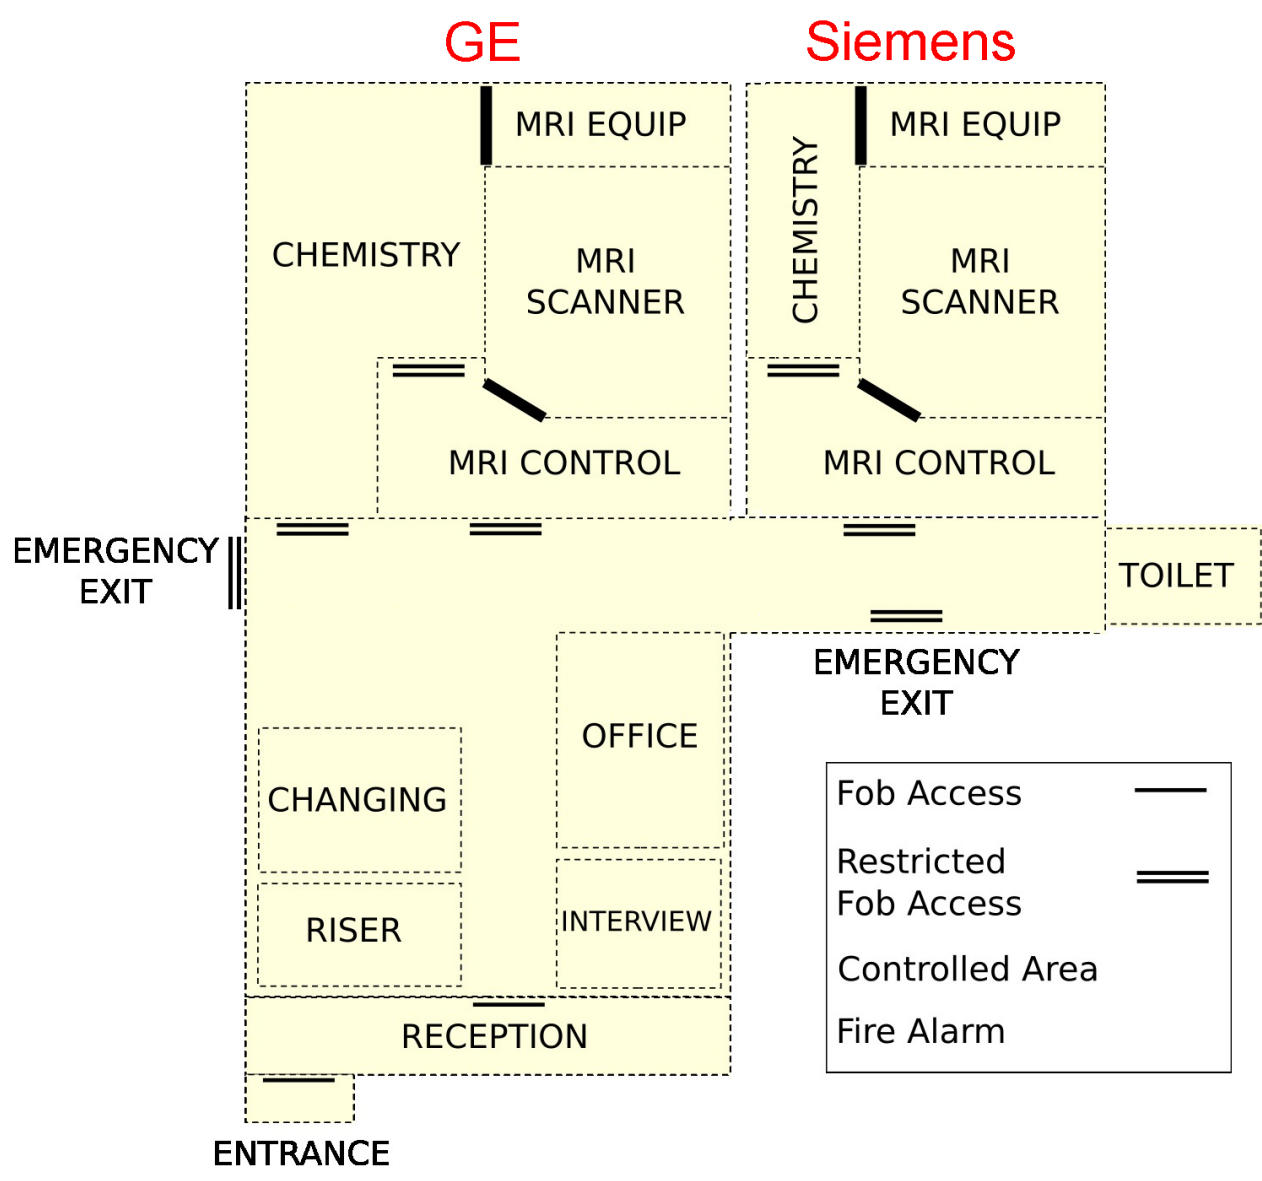 GE
Siemens
MRI EQUIP
MRI EQUIP
CHEMISTRY
MRI
SCANNER
CHEMISTRY
MRI
SCANNER
MRI CONTROL
MRI CONTROL
EMERGENCY
EXIT
TOILET
EMERGENCY
EXIT
OFFICE
CHANGING
RISER
INTERVIEW
RECEPTION
ENTRANCE
Fob Access
Restricted
Fob Access
Controlled Area
Fire Alarm